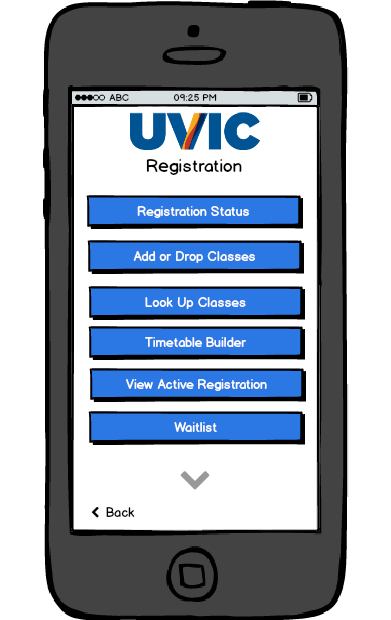 ABC 09:25 PM
UVIC
Registration
Registration Status
Add or Drop Classes
Look Up Classes
Timetable Builder
View Active Registration
Waitlist
Back